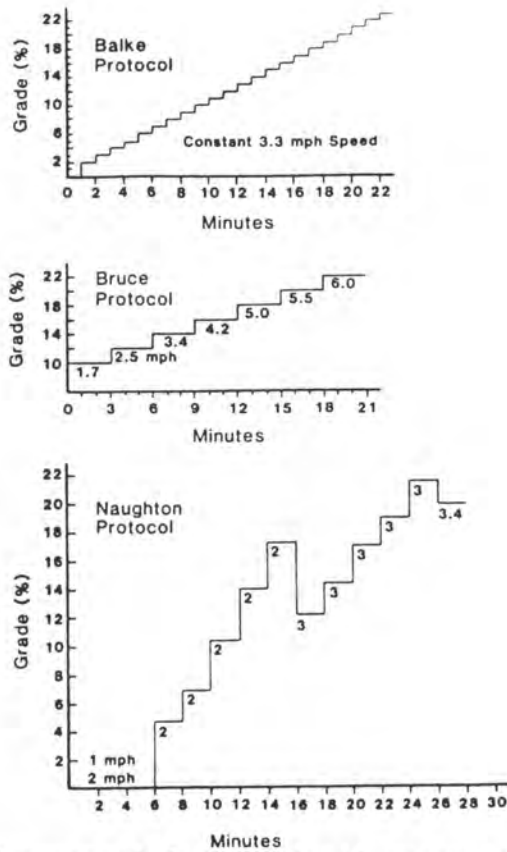 22
18
14
10
6
2
Grade (%)
Balke
Protocol
Constant 3.3 mph Speed
0 2 4 6 8 10 12 14 16 18 20 22
Minutes
22
18
14
10
Grade (%)
Bruce
Protocol
1.7
2.5 mph
3.4
4.2
5.0
5.5
6.0
0 3 6 9 12 15 18 21
Minutes
22
20
18
16
14
12
10
8
6
4
2
Grade (%)
Naughton
Protocol
1 mph
2 mph
2
2
2
2
2
3
3
3
3
3
3.4
2 4 6 8 10 12 14 16 18 20 22 24 26 28 30
Minutes